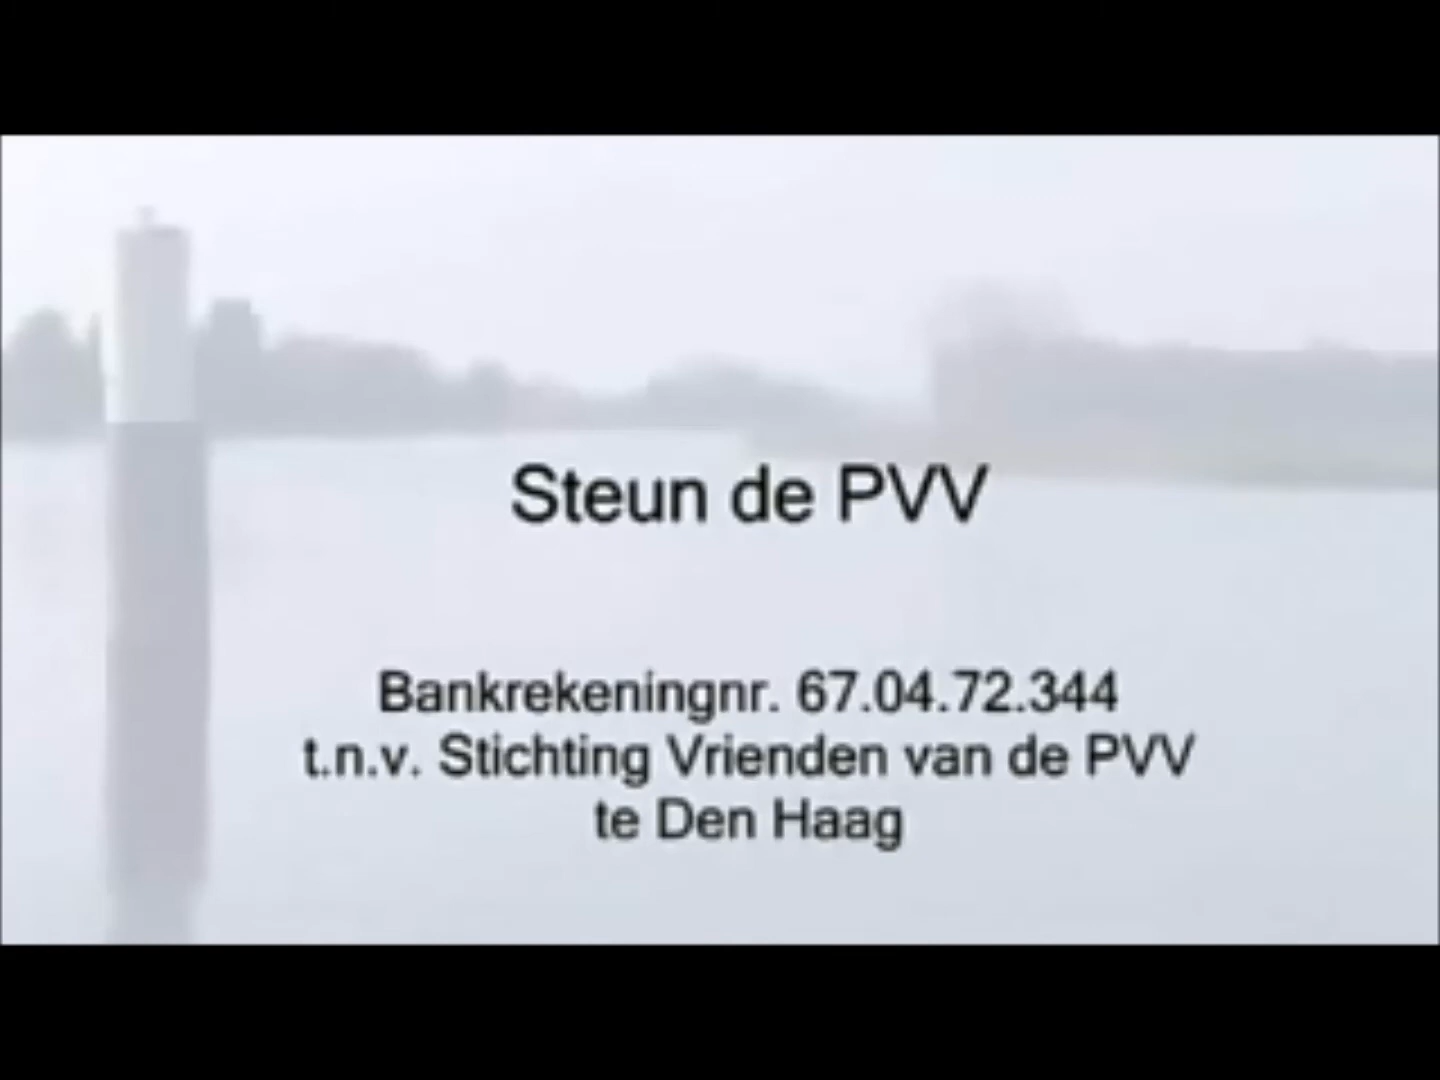 Steun de PVV
Bankrekeningnr. 67.04.72.344
t.n.v. Stichting Vrienden van de PVV
te Den Haag